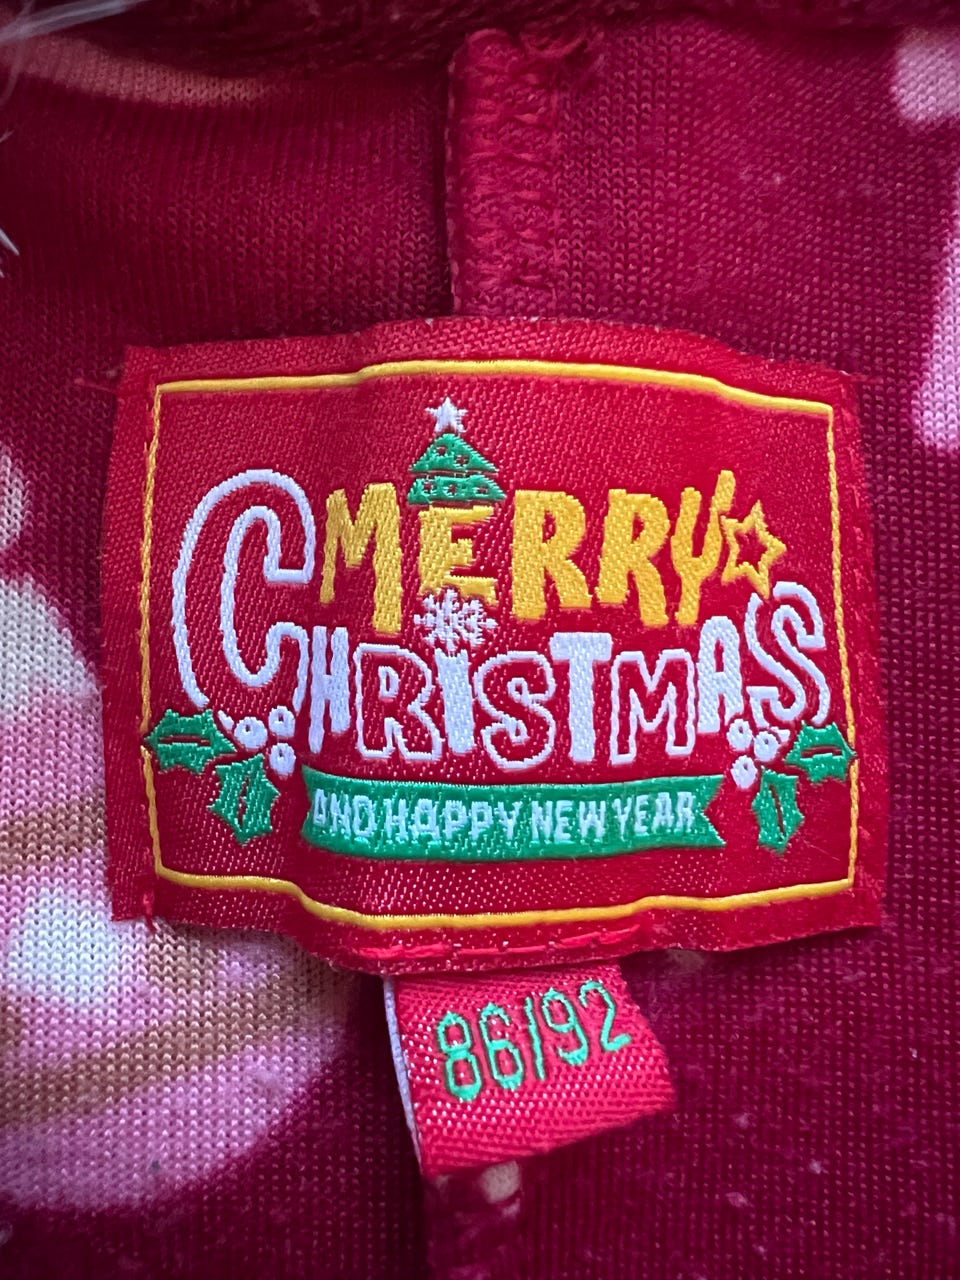 MERRY
CHRISTMAS
AND HAPPY NEW YEAR
86/92